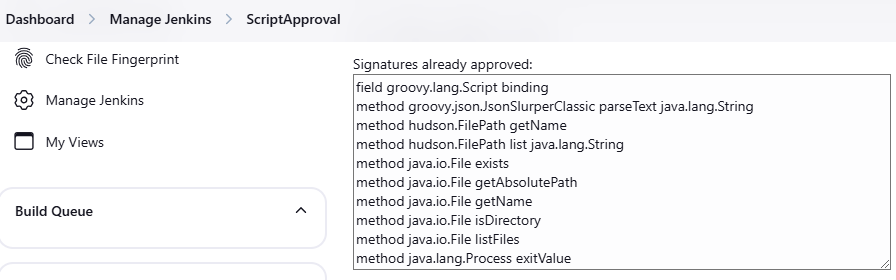 Dashboard > Manage Jenkins > ScriptApproval
Check File Fingerprint
Manage Jenkins
My Views
Build Queue
Signatures already approved:
field groovy.lang.Script binding
method groovy.json.JsonSlurperClassic parseText java.lang.String
method hudson.FilePath getName
method hudson.FilePath list java.lang.String
method java.io.File exists
method java.io.File getAbsolutePath
method java.io.File getName
method java.io.File isDirectory
method java.io.File listFiles
method java.lang.Process exitValue